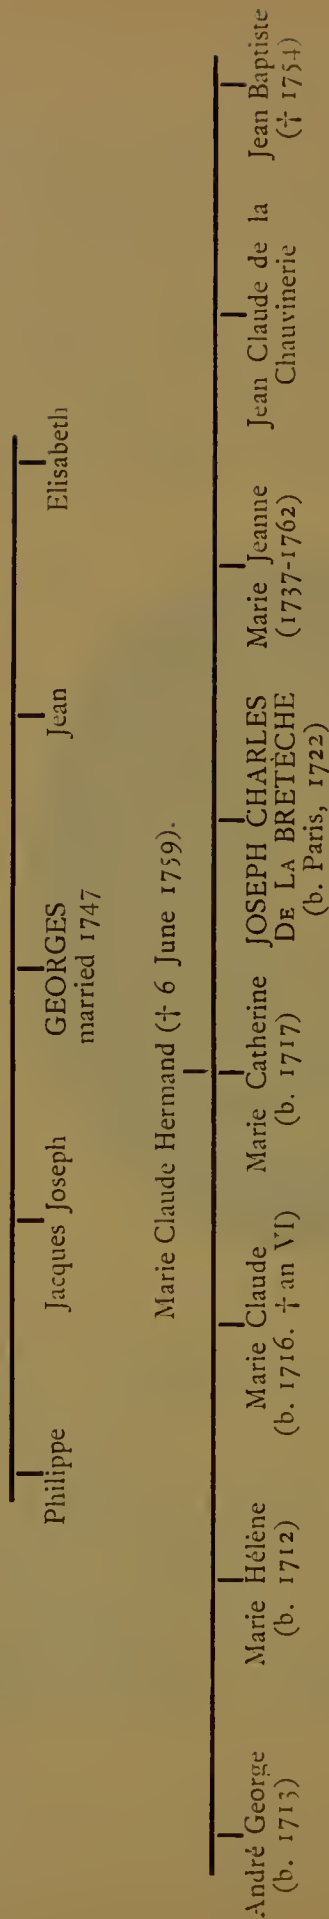 Philippe
Jacques Joseph
GEORGES
married 1747
Jean
Elisabeth
Marie Claude Hermand († 6 June 1759).
André George
(b. 1713)
Marie Hélène
(b. 1712)
Marie Claude
(b. 1716. † an VI)
Marie Catherine
(b. 1717)
JOSEPH CHARLES
DE LA BRETÈCHE
(b. Paris, 1722)
Marie Jeanne
(1737-1762)
Jean Claude de la
Chauvinerie
Jean Baptiste
(† 1754)